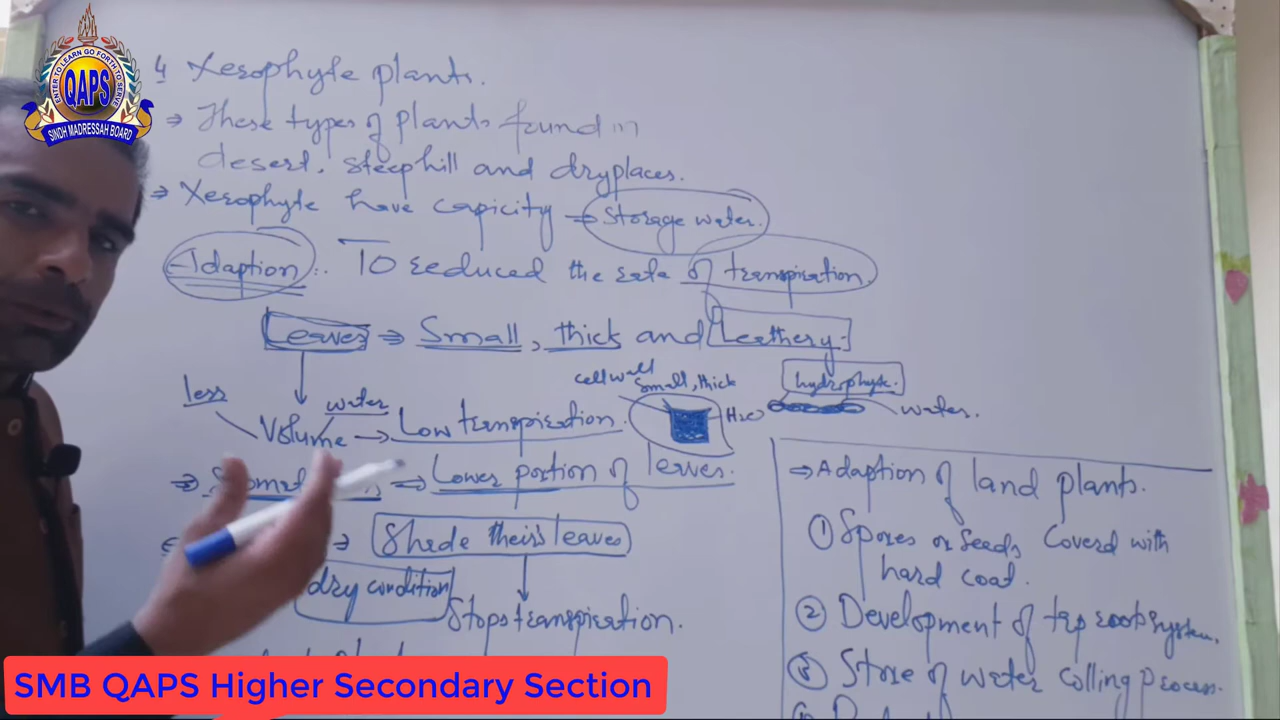 ENTER TO LEARN GO FORTH TO SERVE
QAPS
SINDH MADRESSAH BOARD
4 Xerophyte plants.
⇒ These types of plants found in
desert, steephill and dryplaces.
⇒ Xerophyte have capicity → Storage water.
Adaption:. To reduced the rate of transpiration
Leaves ⇒ Small, thick and Leathery:
cell wall
small, thick
H2O
hydrophyte.
water.
less
water
Volume → Low transpiration.
⇒ ⇒ Lower portion of leaves.
⇒ Shade their's leaves
dry condition
Stops transpiration.
⇒ Adaption of land plants.
① Spores or Seeds Coverd with
hard coat.
② Development of tap root system.
③ Store of water Colling Process.
SMB QAPS Higher Secondary Section